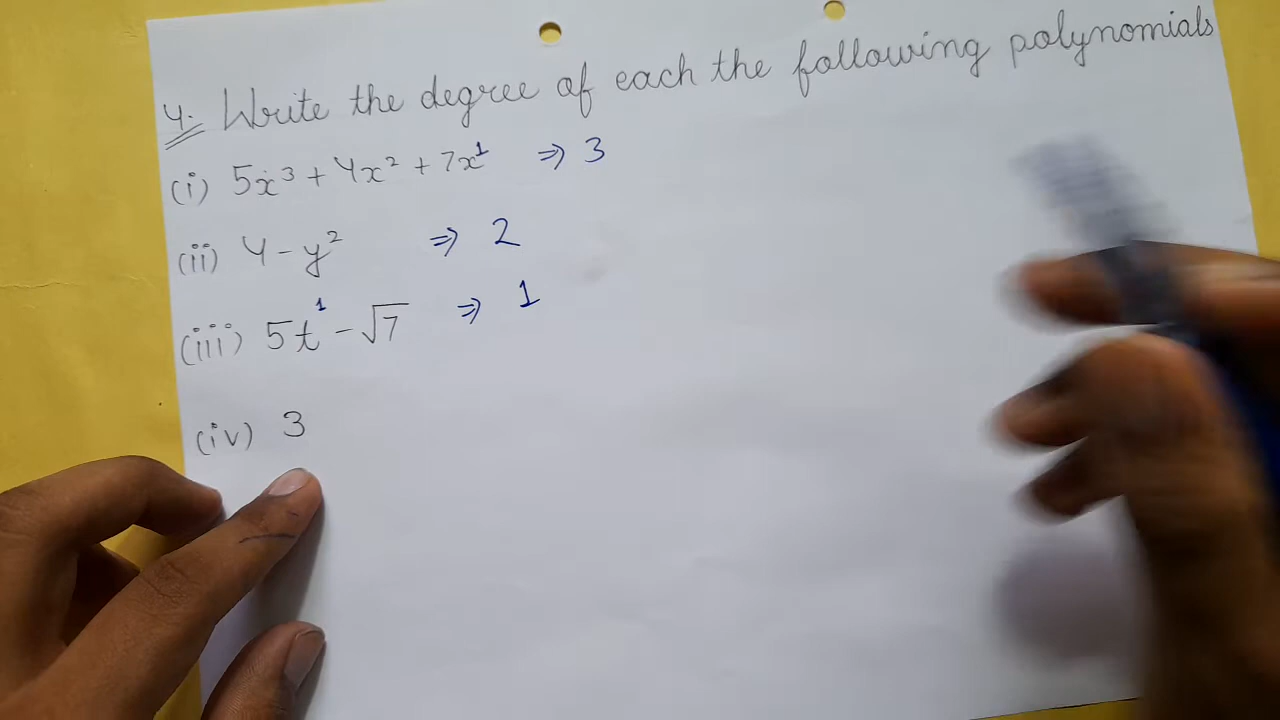 4. Write the degree of each the following polynomials
(i) 5x³ + 4x² + 7x¹ ⇒ 3
(ii) 4 - y² ⇒ 2
(iii) 5t¹ - √7 ⇒ 1
(iv) 3